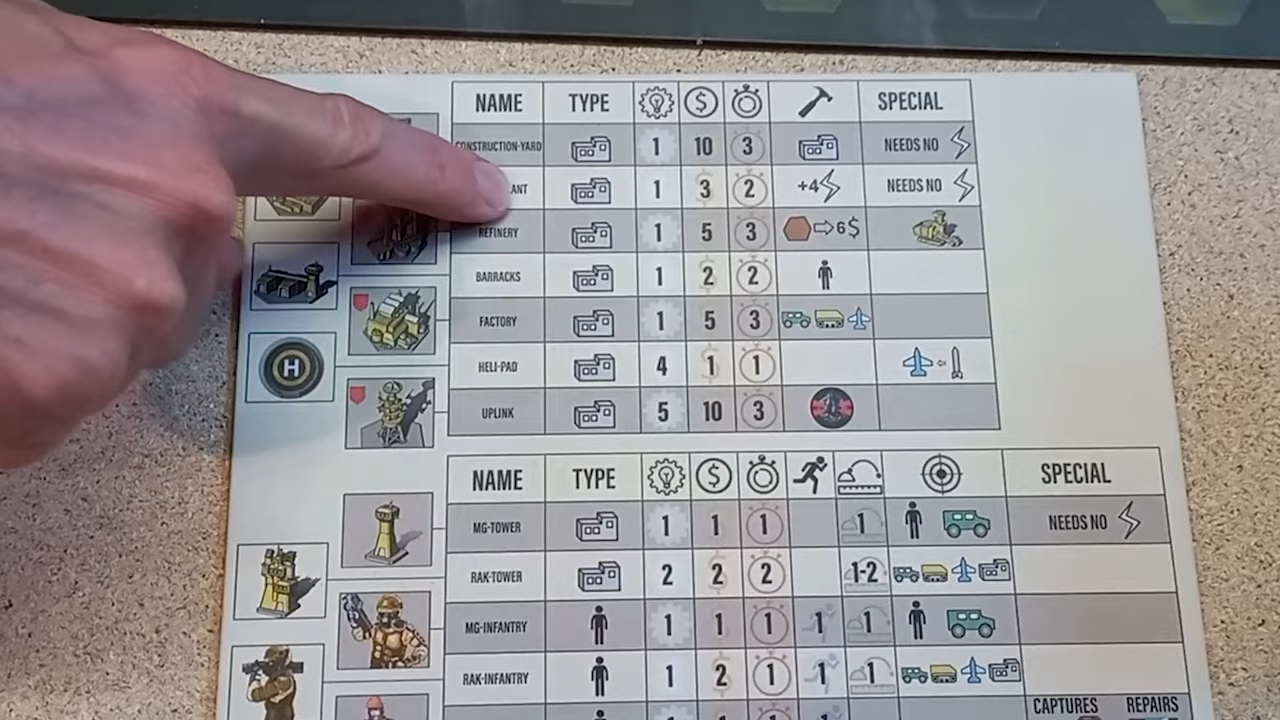 NAME TYPE $ SPECIAL
CONSTRUCTION-YARD 1 10 3 NEEDS NO
ANT 1 3 2 +4 NEEDS NO
REFINERY 1 5 3 6$
BARRACKS 1 2 2
FACTORY 1 5 3
H HELI-PAD 4 1 1
UPLINK 5 10 3
NAME TYPE $ SPECIAL
MG-TOWER 1 1 1 1 NEEDS NO
RAK-TOWER 2 2 2 1-2
MG-INFANTRY 1 1 1 1 1
RAK-INFANTRY 1 2 1 1 1
CAPTURES REPAIRS